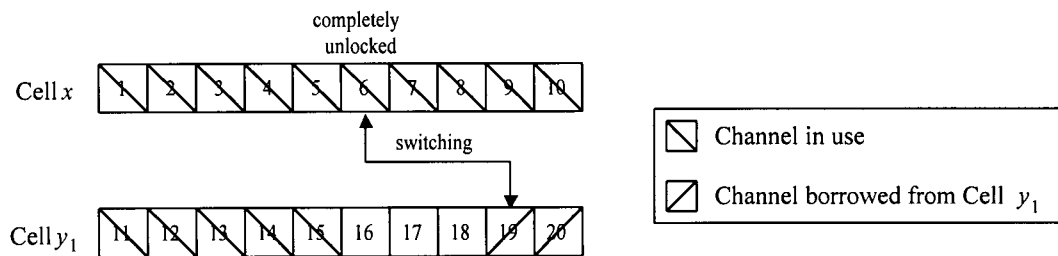 completely
unlocked
Cell x
1 2 3 4 5 6 7 8 9 10
switching
Channel in use
Channel borrowed from Cell y1
Cell y1
11 12 13 14 15 16 17 18 19 20